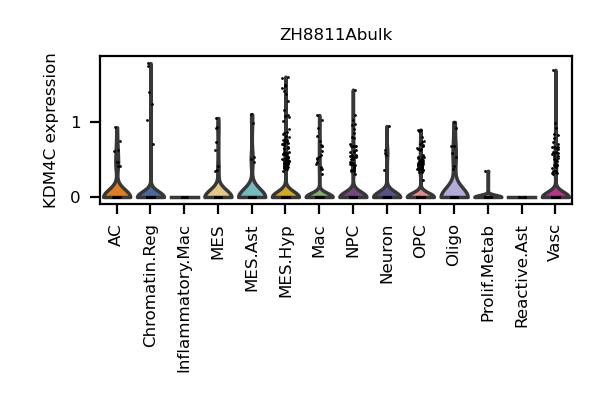 ZH8811Abulk
KDM4C expression
1
0
AC
Chromatin.Reg
Inflammatory.Mac
MES
MES.Ast
MES.Hyp
Mac
NPC
Neuron
OPC
Oligo
Prolif.Metab
Reactive.Ast
Vasc